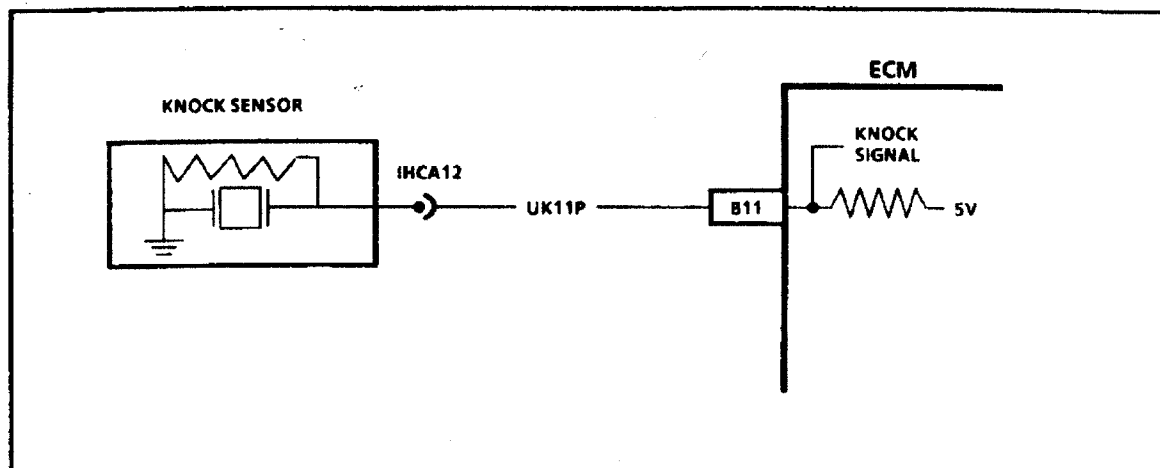 ECM
KNOCK SENSOR
KNOCK
SIGNAL
IHCA12
UK11P
B11
5V